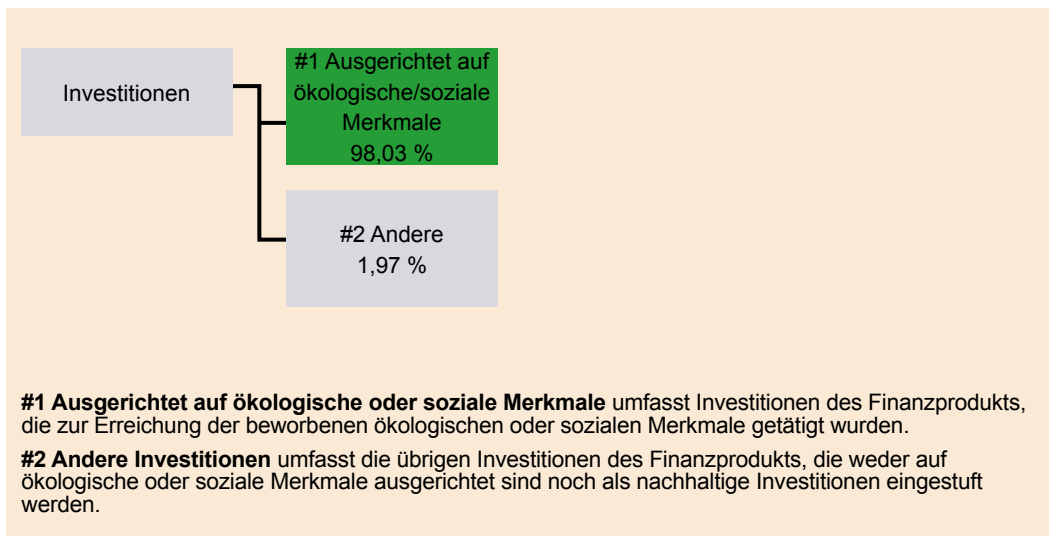 Investitionen
#1 Ausgerichtet auf
ökologische/soziale
Merkmale
98,03 %
#2 Andere
1,97 %
#1 Ausgerichtet auf ökologische oder soziale Merkmale umfasst Investitionen des Finanzprodukts,
die zur Erreichung der beworbenen ökologischen oder sozialen Merkmale getätigt wurden.
#2 Andere Investitionen umfasst die übrigen Investitionen des Finanzprodukts, die weder auf
ökologische oder soziale Merkmale ausgerichtet sind noch als nachhaltige Investitionen eingestuft
werden.